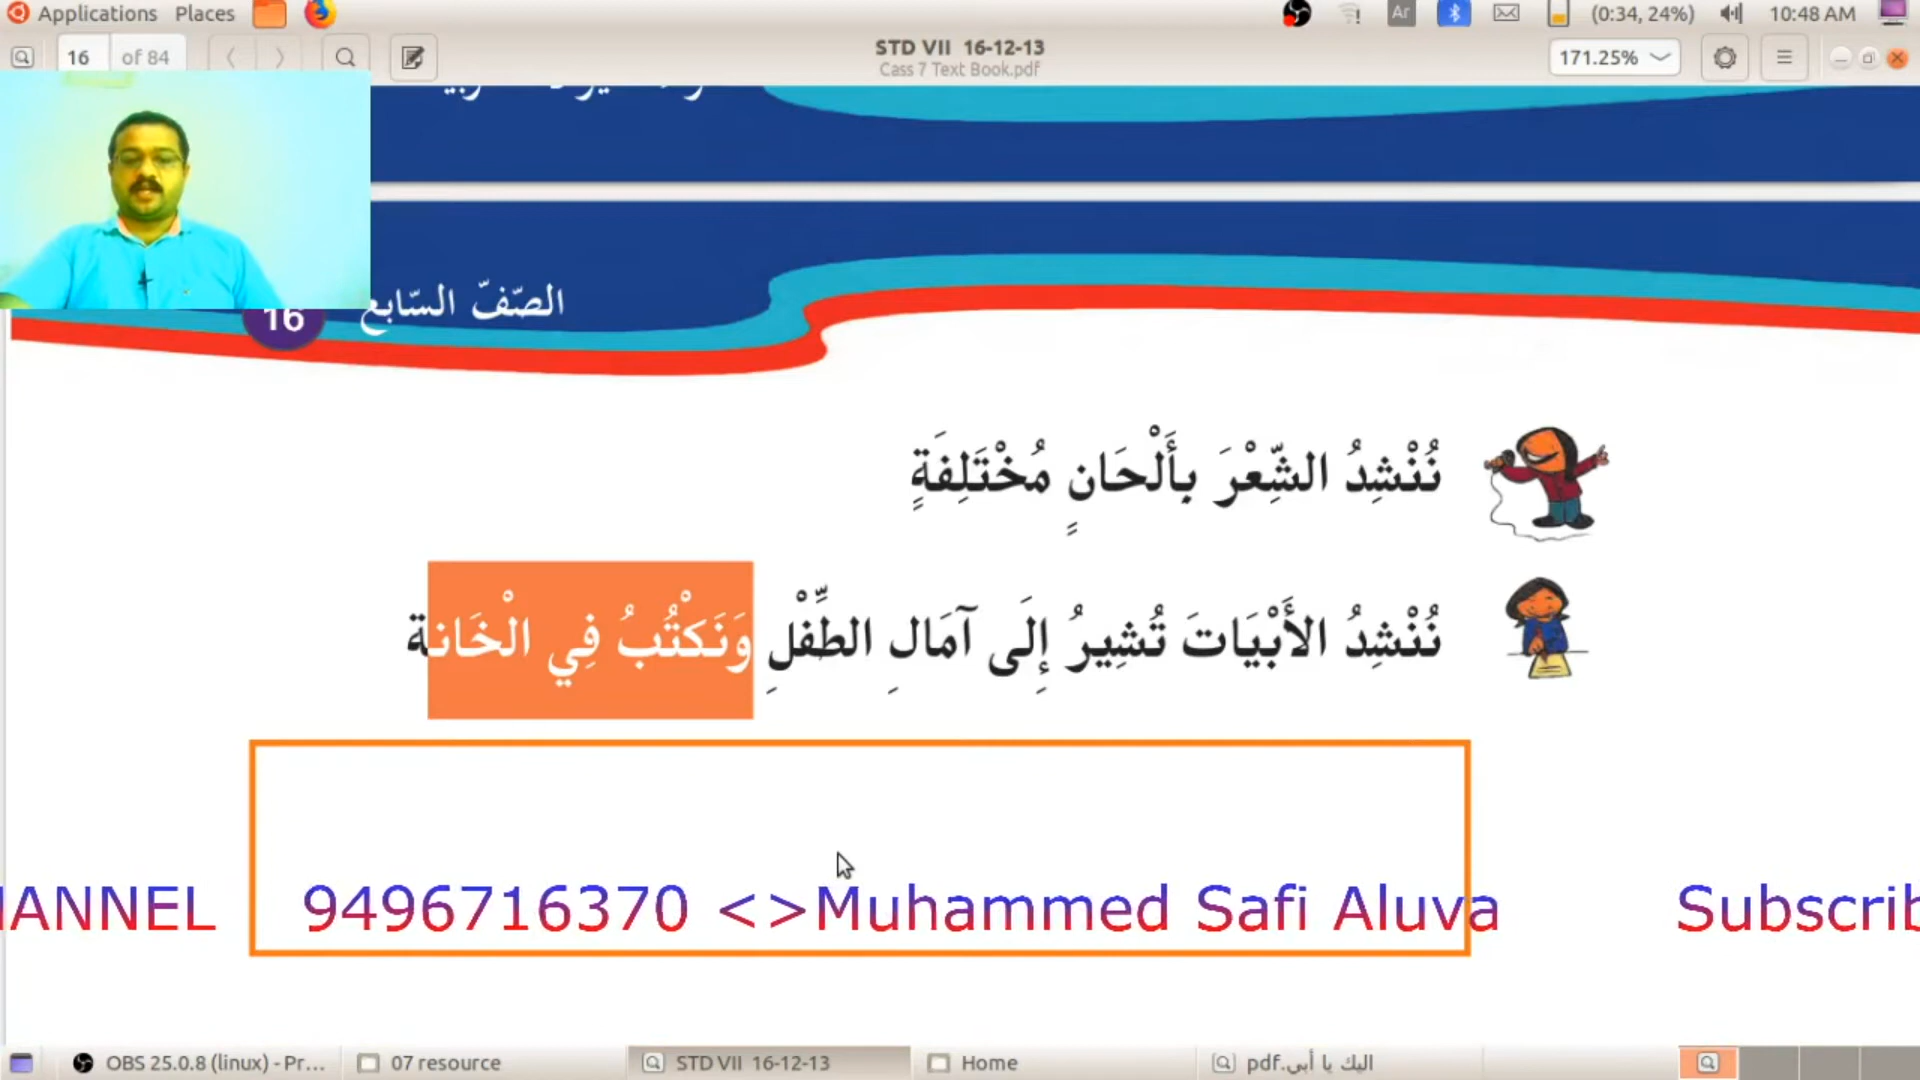 Applications Places
Ar (0:34, 24%) 10:48 AM
16 of 84
STD VII 16-12-13
Cass 7 Text Book.pdf
171.25%
الصّفّ السّابع 16
نُنْشِدُ الشِّعْرَ بِأَلْحَانٍ مُخْتَلِفَةٍ
نُنْشِدُ الأَبْيَاتَ تُشِيرُ إِلَى آمَالِ الطِّفْلِ وَنَكْتُبُ فِي الْخَانة
HANNEL 9496716370 <>Muhammed Safi Aluva Subscrib
OBS 25.0.8 (linux) - Pr... 07 resource STD VII 16-12-13 Home اليك يا أبي.pdf